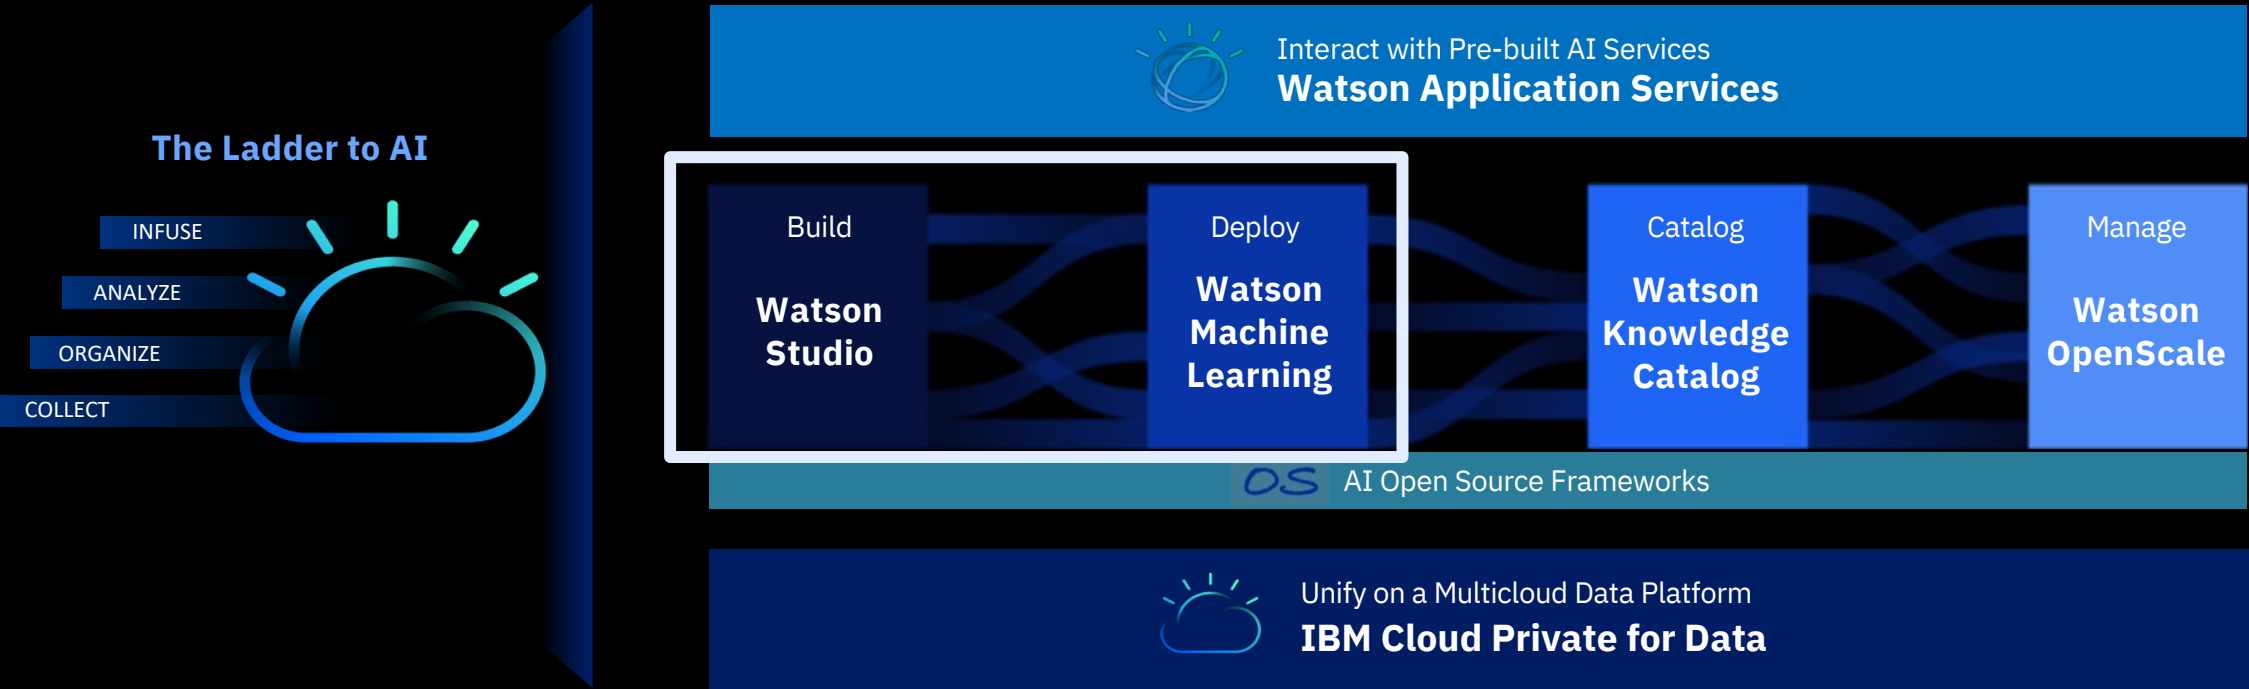 The Ladder to AI
INFUSE
ANALYZE
ORGANIZE
COLLECT
Interact with Pre-built AI Services
Watson Application Services
Build
Watson
Studio
Deploy
Watson
Machine
Learning
Catalog
Watson
Knowledge
Catalog
Manage
Watson
OpenScale
OS AI Open Source Frameworks
Unify on a Multicloud Data Platform
IBM Cloud Private for Data